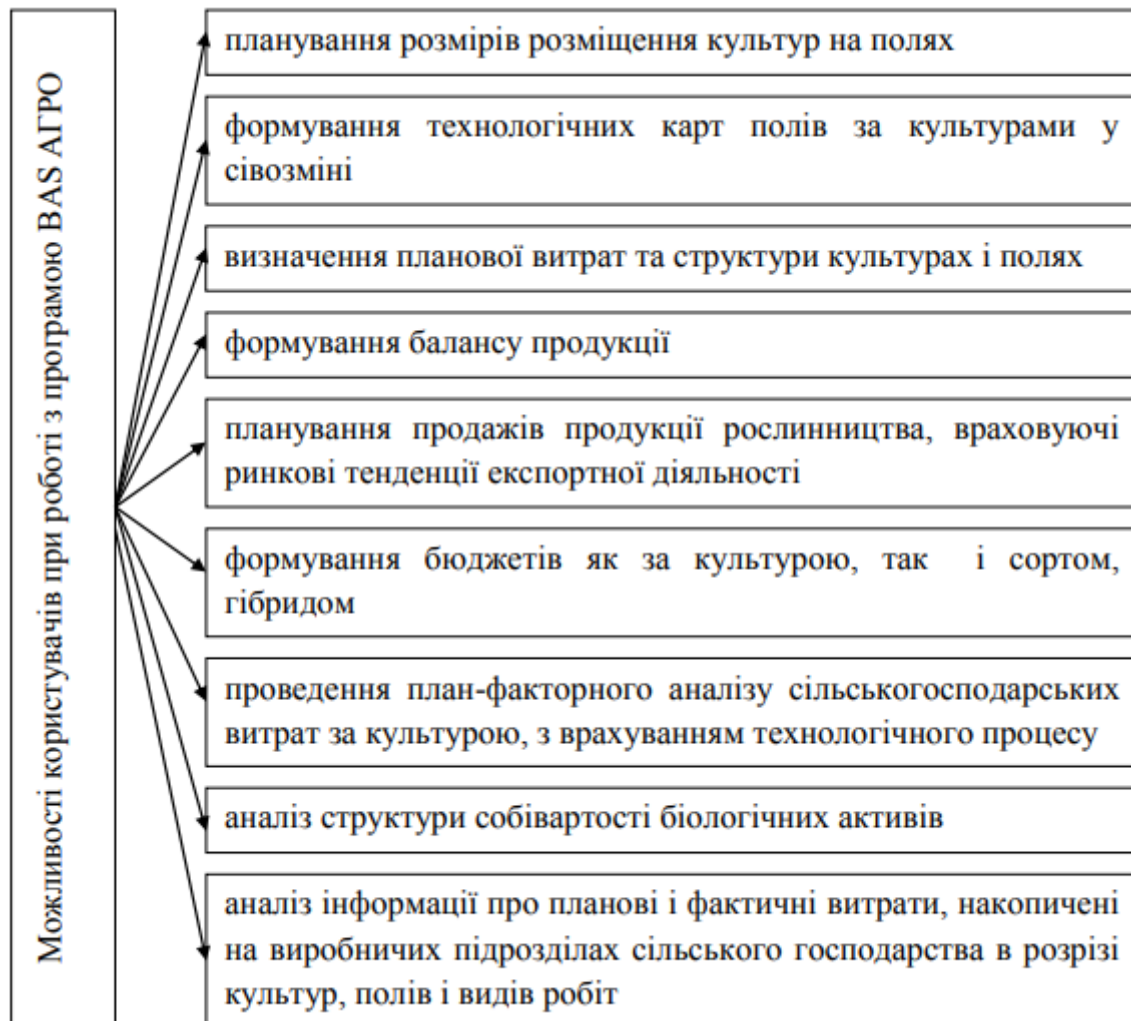 Можливості користувачів при роботі з програмою BAS АГРО
планування розмірів розміщення культур на полях
формування технологічних карт полів за культурами у
сівозміні
визначення планової витрат та структури культурах і полях
формування балансу продукції
планування продажів продукції рослинництва, враховуючі
ринкові тенденції експортної діяльності
формування бюджетів як за культурою, так і сортом,
гібридом
проведення план-факторного аналізу сільськогосподарських
витрат за культурою, з врахуванням технологічного процесу
аналіз структури собівартості біологічних активів
аналіз інформації про планові і фактичні витрати, накопичені
на виробничих підрозділах сільського господарства в розрізі
культур, полів і видів робіт